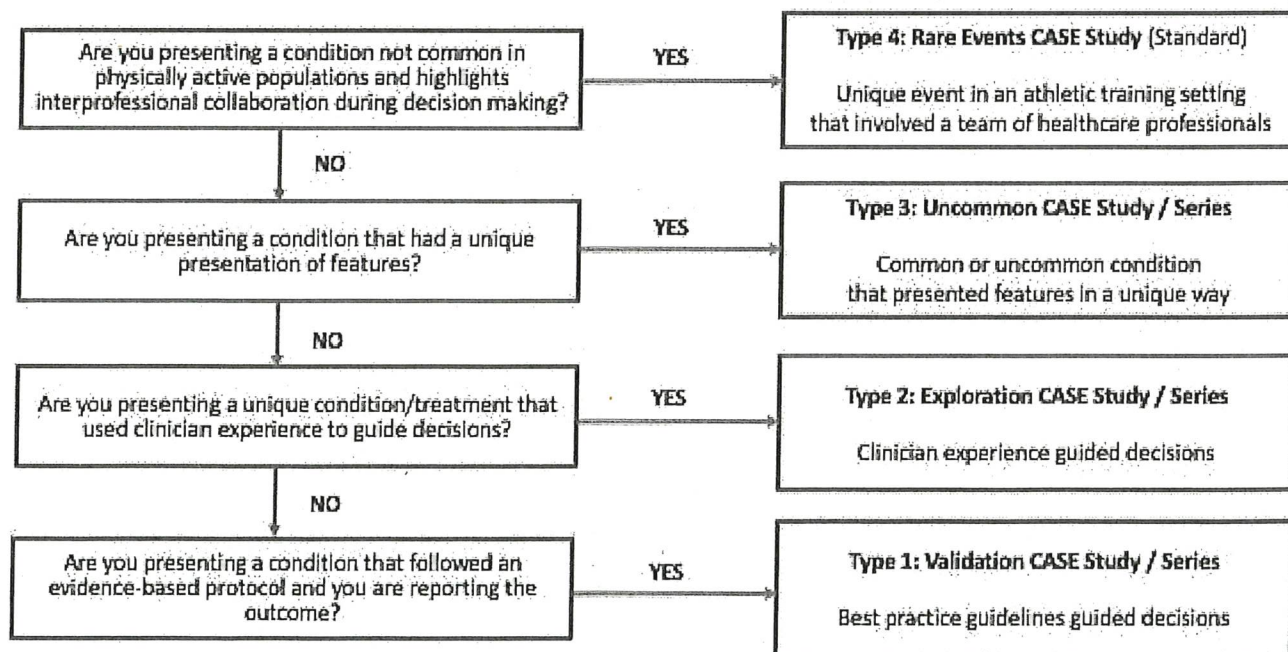 Are you presenting a condition not common in
physically active populations and highlights
interprofessional collaboration during decision making?
YES
Type 4: Rare Events CASE Study (Standard)
Unique event in an athletic training setting
that involved a team of healthcare professionals
NO
Are you presenting a condition that had a unique
presentation of features?
YES
Type 3: Uncommon CASE Study / Series
Common or uncommon condition
that presented features in a unique way
NO
Are you presenting a unique condition/treatment that
used clinician experience to guide decisions?
YES
Type 2: Exploration CASE Study / Series
Clinician experience guided decisions
NO
Are you presenting a condition that followed an
evidence-based protocol and you are reporting the
outcome?
YES
Type 1: Validation CASE Study / Series
Best practice guidelines guided decisions